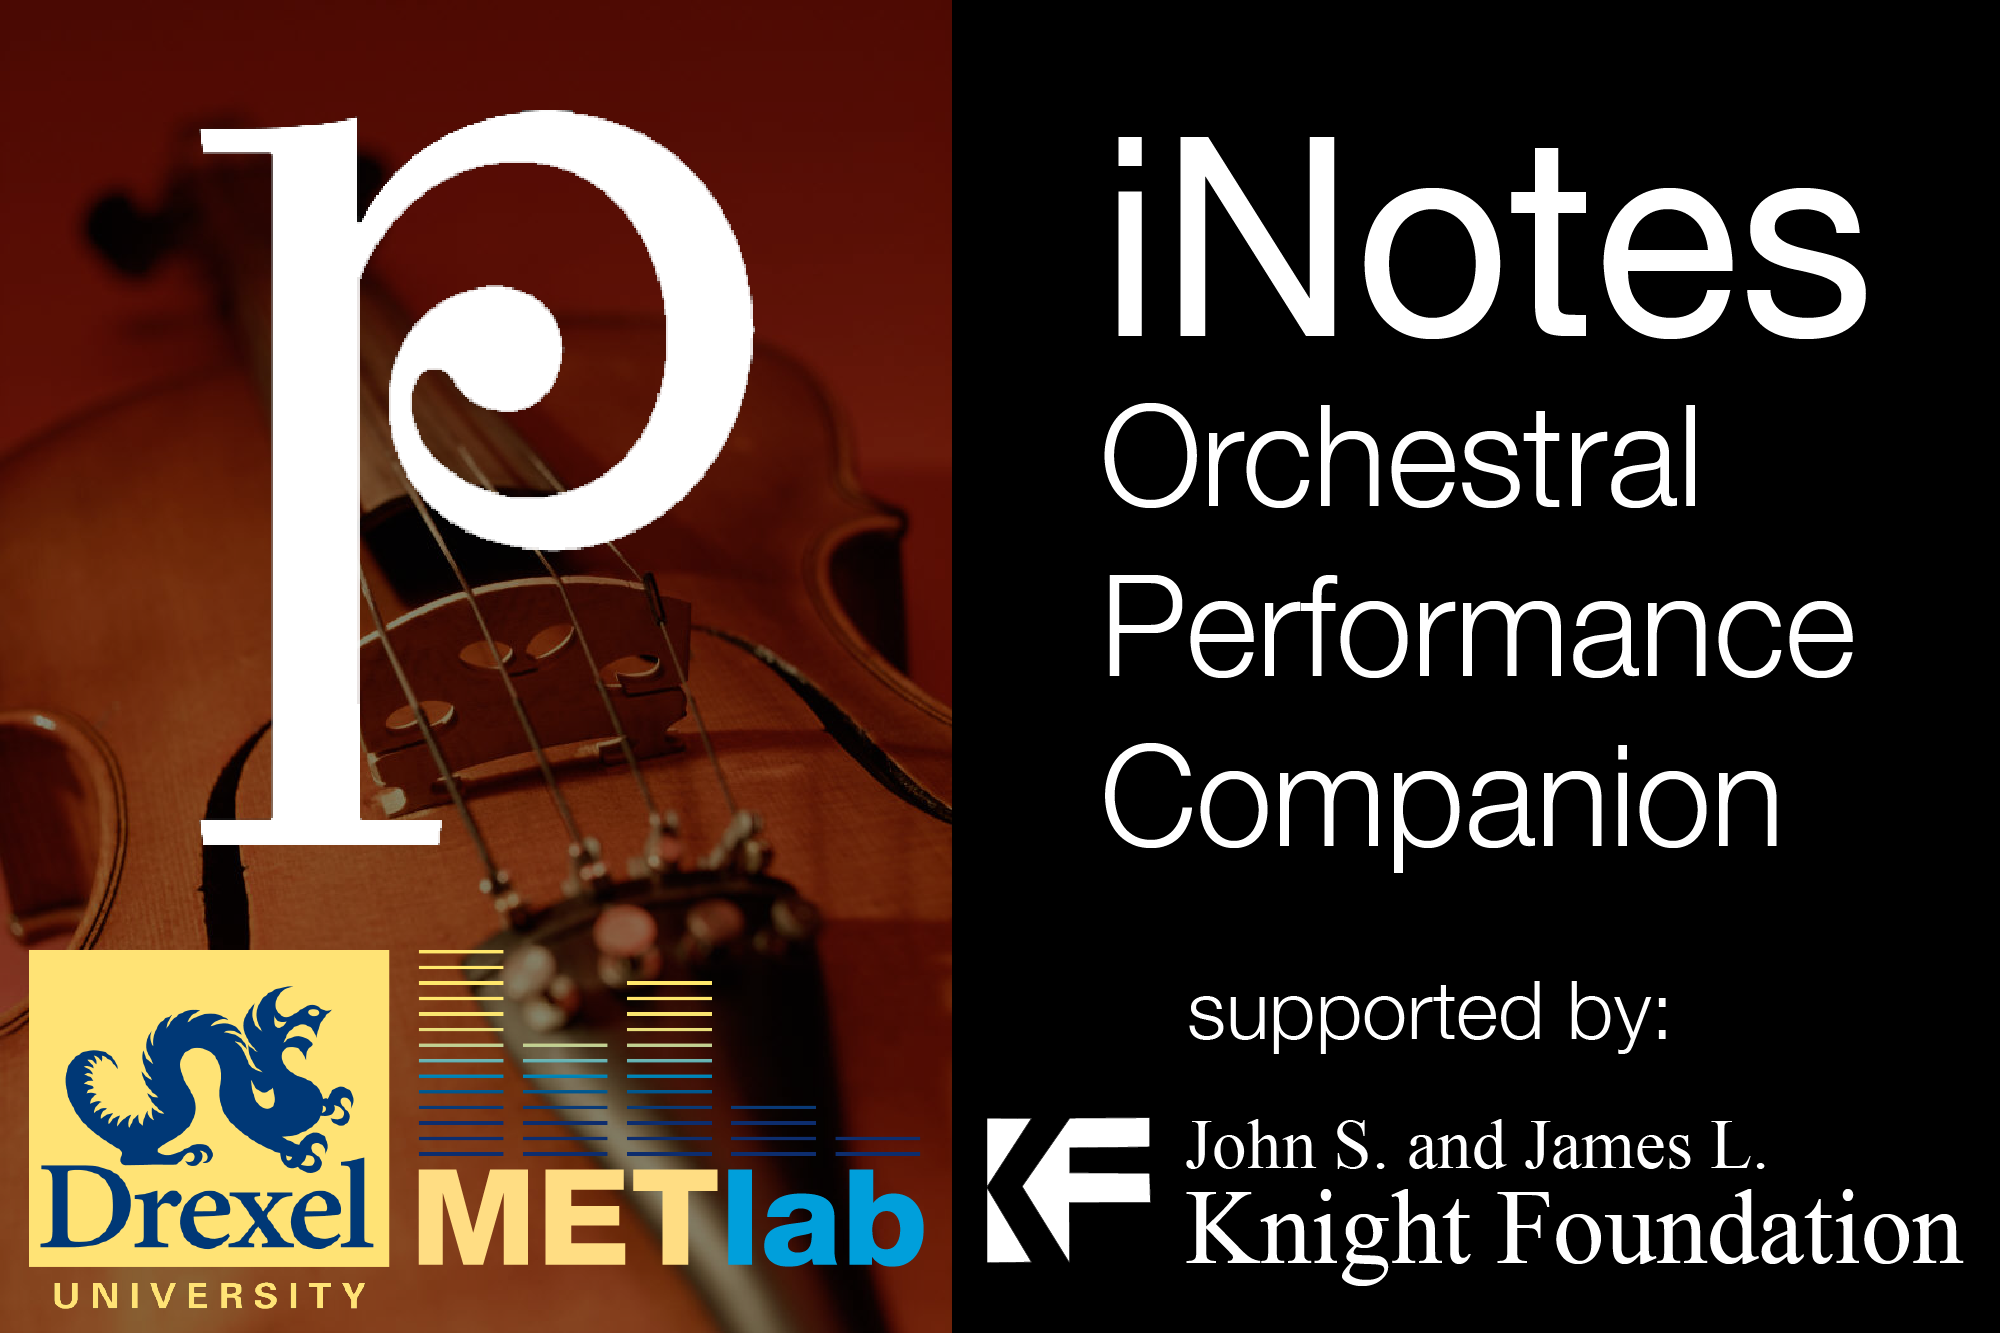 p
iNotes
Orchestral
Performance
Companion
supported by:
Drexel
UNIVERSITY
METlab
KF
John S. and James L.
Knight Foundation